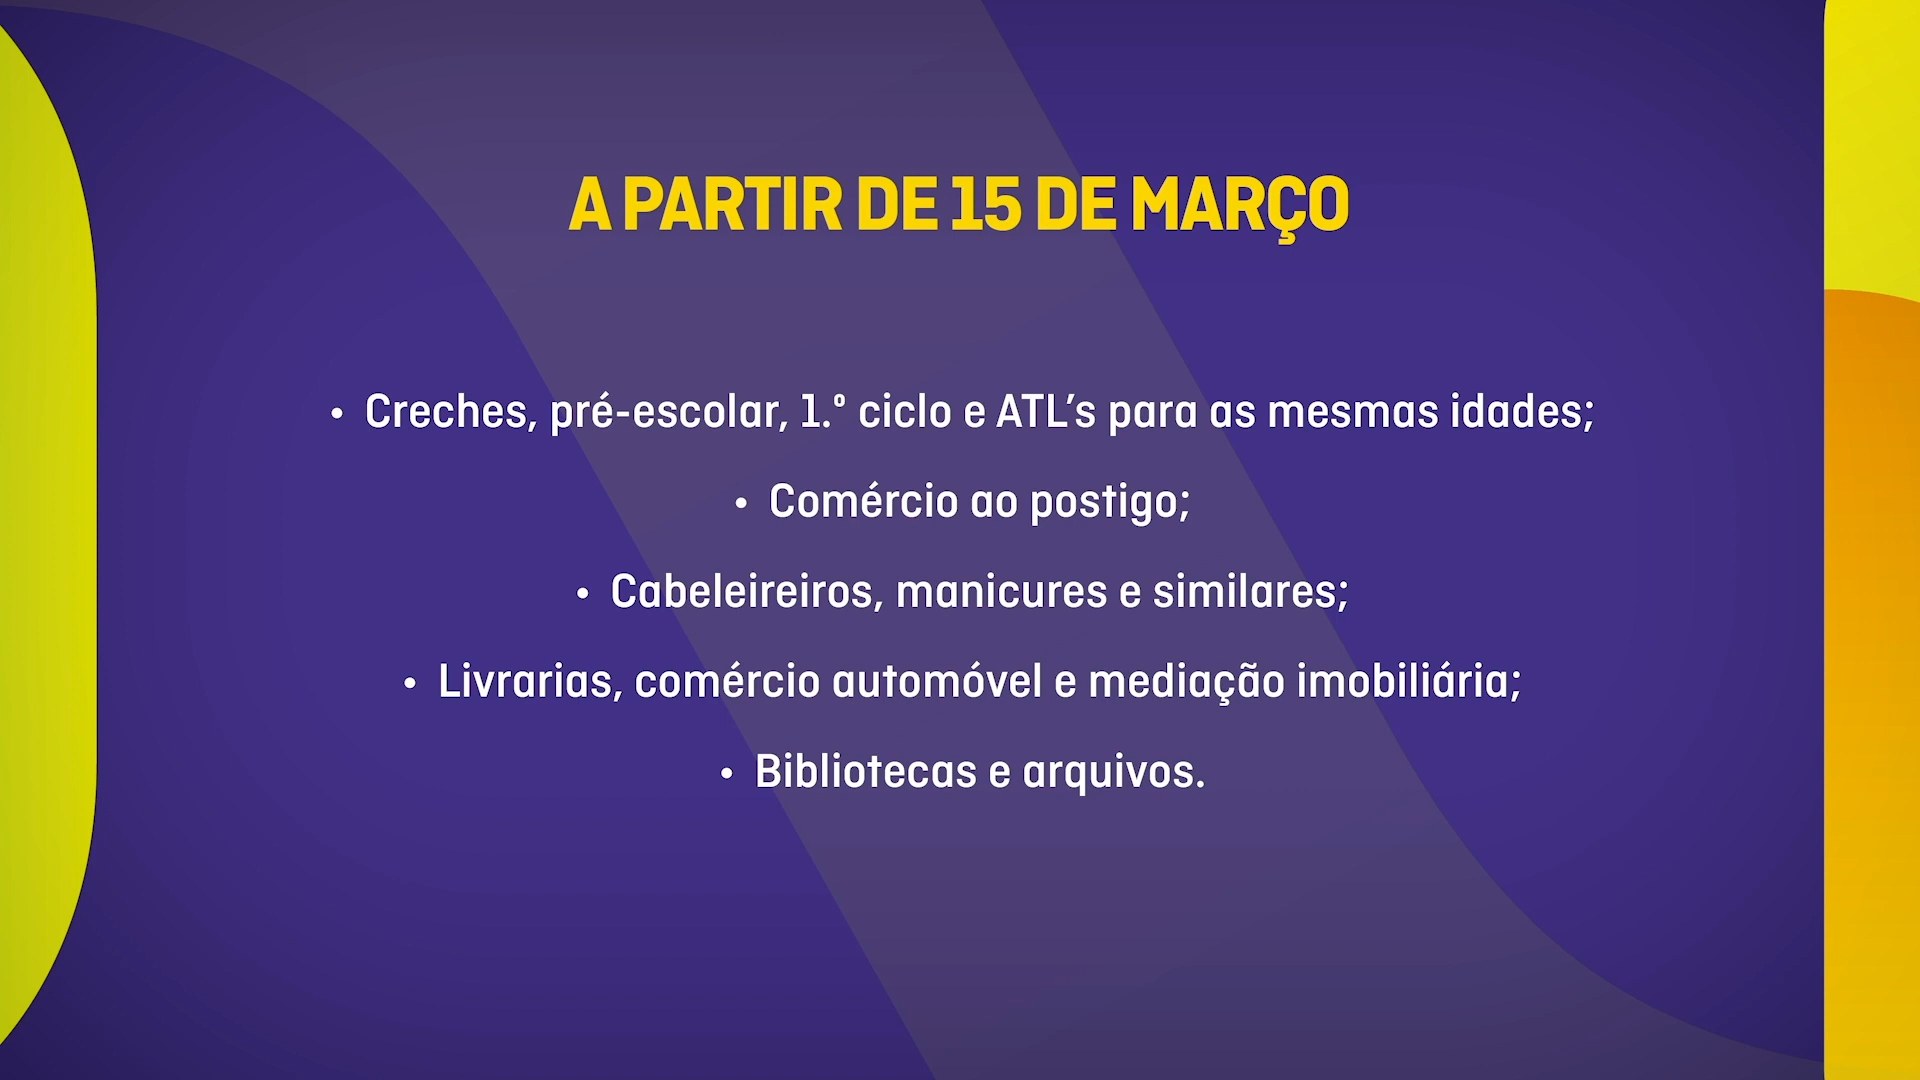 A PARTIR DE 15 DE MARÇO
• Creches, pré-escolar, 1.º ciclo e ATL’s para as mesmas idades;
• Comércio ao postigo;
• Cabeleireiros, manicures e similares;
• Livrarias, comércio automóvel e mediação imobiliária;
• Bibliotecas e arquivos.